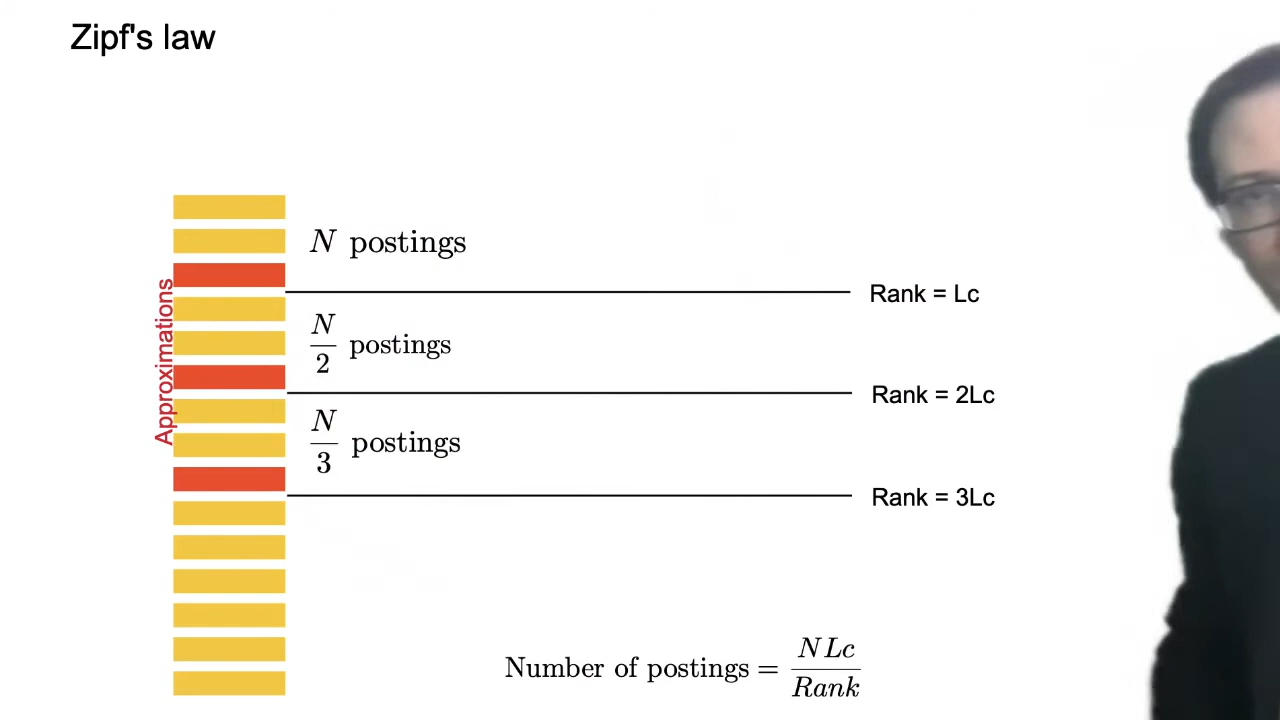 Zipf's law
N postings
Rank = Lc
N/2 postings
Rank = 2Lc
Approximations
N/3 postings
Rank = 3Lc
Number of postings = NLc/Rank